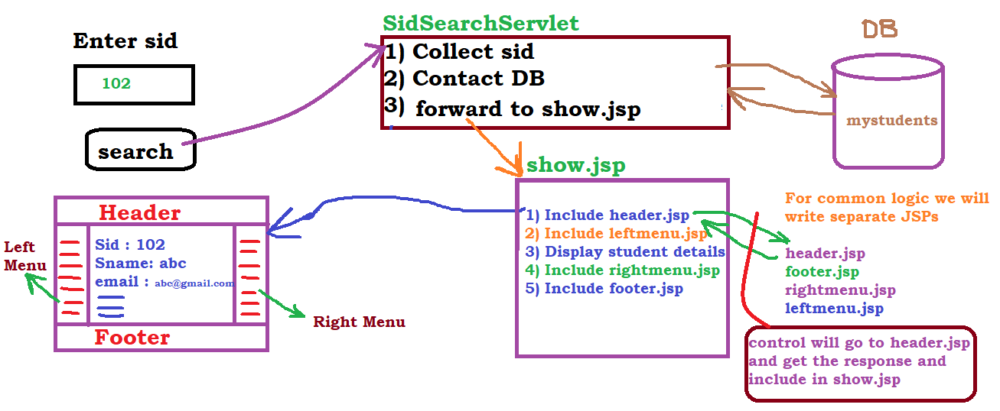 Enter sid
102
search
SidSearchServlet
1) Collect sid
2) Contact DB
3) forward to show.jsp
DB
mystudents
show.jsp
1) Include header.jsp
2) Include leftmenu.jsp
3) Display student details
4) Include rightmenu.jsp
5) Include footer.jsp
For common logic we will
write separate JSPs
header.jsp
footer.jsp
rightmenu.jsp
leftmenu.jsp
control will go to header.jsp
and get the response and
include in show.jsp
Header
Left
Menu
Sid : 102
Sname: abc
email : abc@gmail.com
Right Menu
Footer